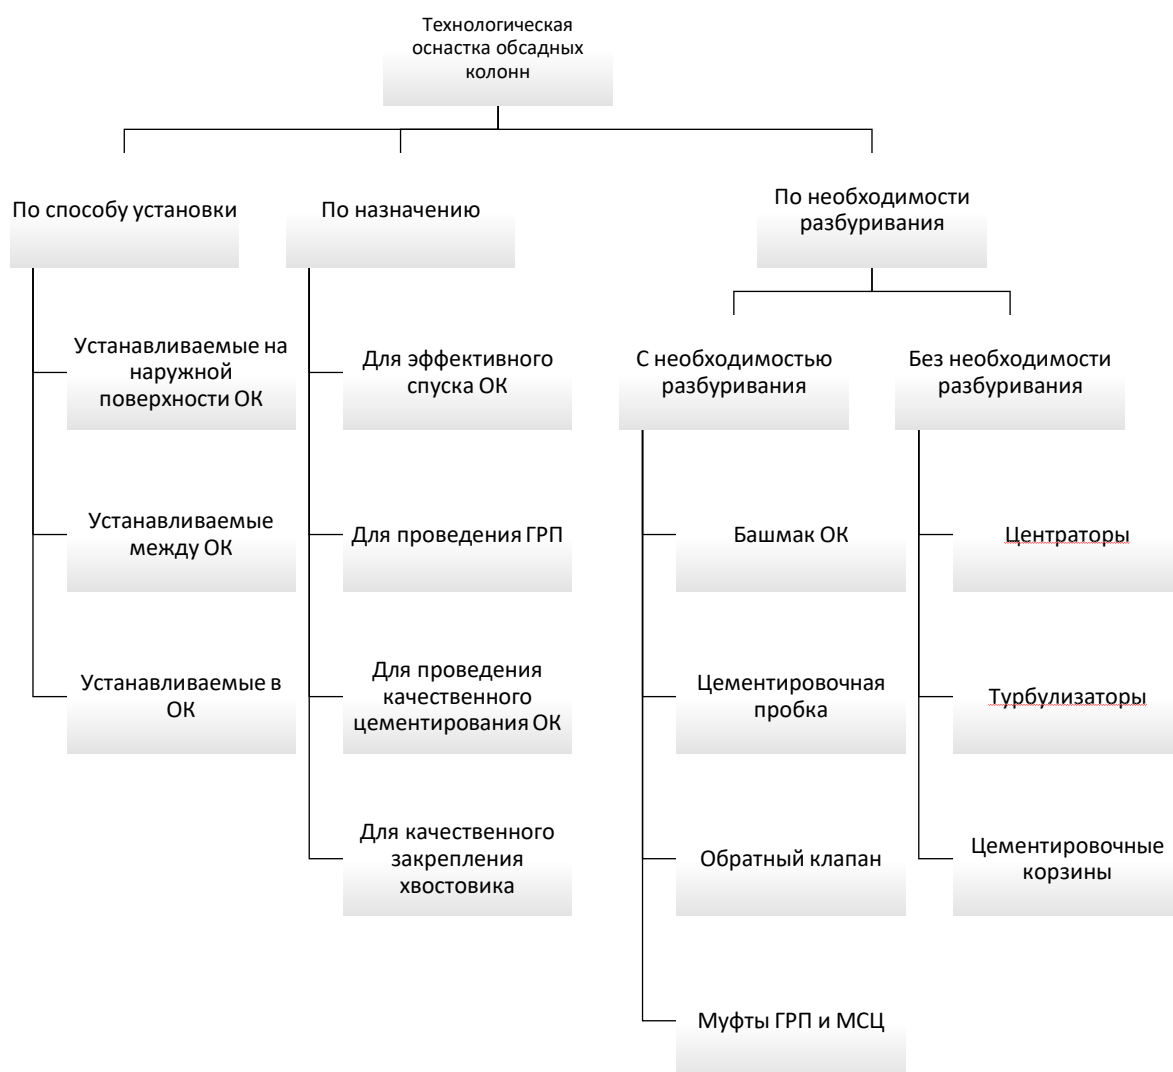 Технологическая
оснастка обсадных
колонн
По способу установки
По назначению
По необходимости
разбуривания
Устанавливаемые на
наружной
поверхности ОК
Для эффективного
спуска ОК
С необходимостью
разбуривания
Без необходимости
разбуривания
Устанавливаемые
между ОК
Для проведения ГРП
Башмак ОК
Центраторы
Устанавливаемые в
ОК
Для проведения
качественного
цементирования ОК
Цементировочная
пробка
Турбулизаторы
Для качественного
закрепления
хвостовика
Обратный клапан
Цементировочные
корзины
Муфты ГРП и МСЦ